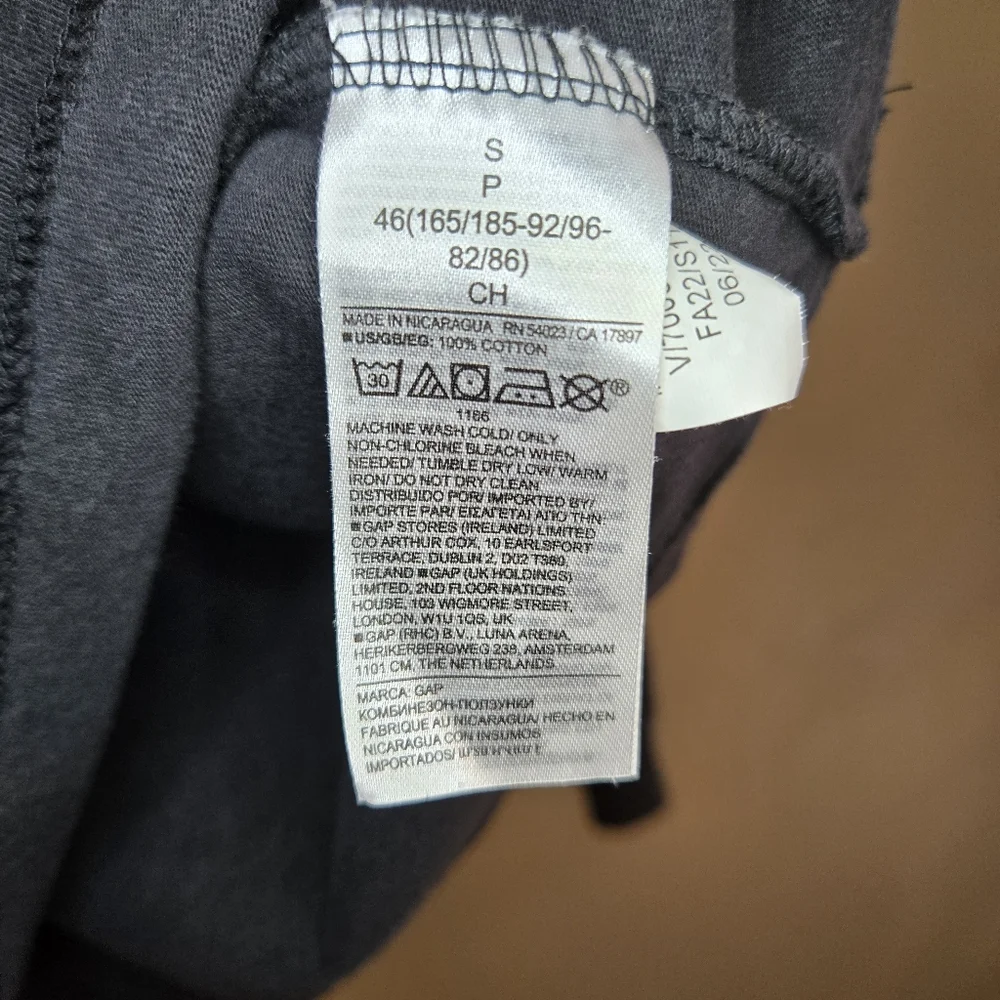 S
P
46(165/185-92/96-
82/86)
CH
MADE IN NICARAGUA RN 54023 / CA 17897
■US/GB/EG: 100% COTTON
30
®
1166
MACHINE WASH COLD/ ONLY
NON-CHLORINE BLEACH WHEN
NEEDED/ TUMBLE DRY LOW/ WARM
IRON/ DO NOT DRY CLEAN
DISTRIBUIDO POR/ IMPORTED BY/
IMPORTE PAR/ ΕΙΣΑΓΕΤΑΙ ΑΠΟ ΤΗΝ
■GAP STORES (IRELAND) LIMITED
C/O ARTHUR COX, 10 EARLSFORT
TERRACE, DUBLIN 2, D02 T380,
IRELAND ■GAP (UK HOLDINGS)
LIMITED, 2ND FLOOR NATIONS
HOUSE, 103 WIGMORE STREET,
LONDON, W1U 1QS, UK
■GAP (RHC) B.V., LUNA ARENA,
HERIKERBERGWEG 238, AMSTERDAM
1101 CM, THE NETHERLANDS
MARCA: GAP
КОМБИНЕЗОН-ПОЛЗУНКИ
FABRIQUE AU NICARAGUA/ HECHO EN
NICARAGUA CON INSUMOS
IMPORTADOS/
FA22/S1
06/2